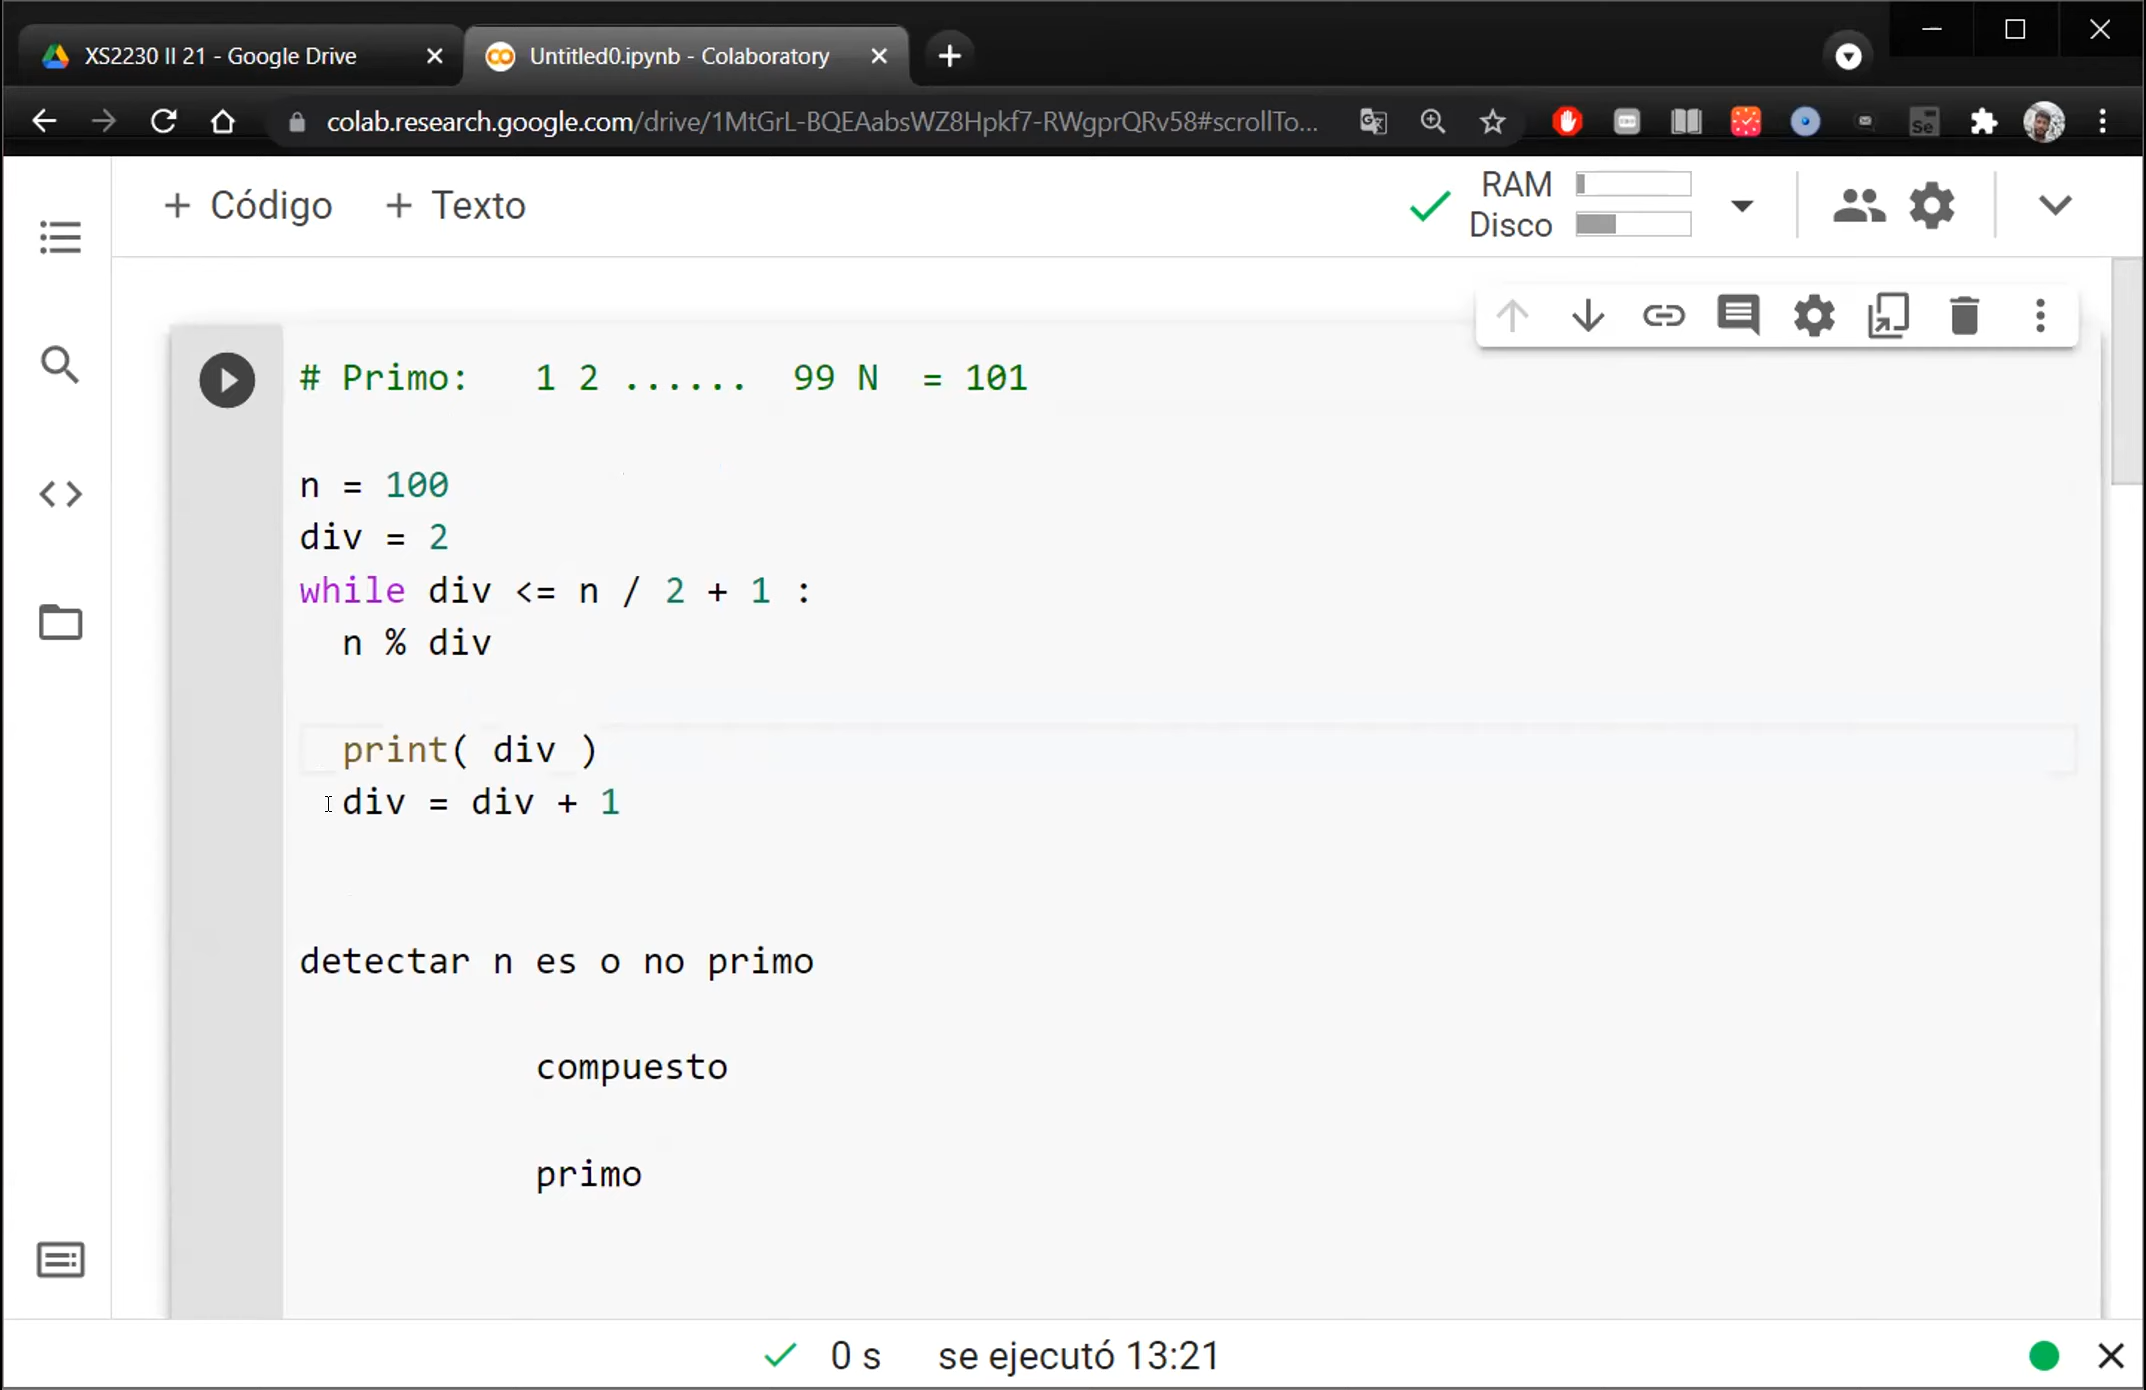 XS2230 II 21 - Google Drive
Untitled0.ipynb - Colaboratory
colab.research.google.com/drive/1MtGrL-BQEAabsWZ8Hpkf7-RWgprQRv58#scrollTo...
Se
+ Código + Texto
RAM
Disco
# Primo: 1 2 ...... 99 N = 101
n = 100
div = 2
while div <= n / 2 + 1 :
n % div
print( div )
div = div + 1
detectar n es o no primo
compuesto
primo
0 s se ejecutó 13:21